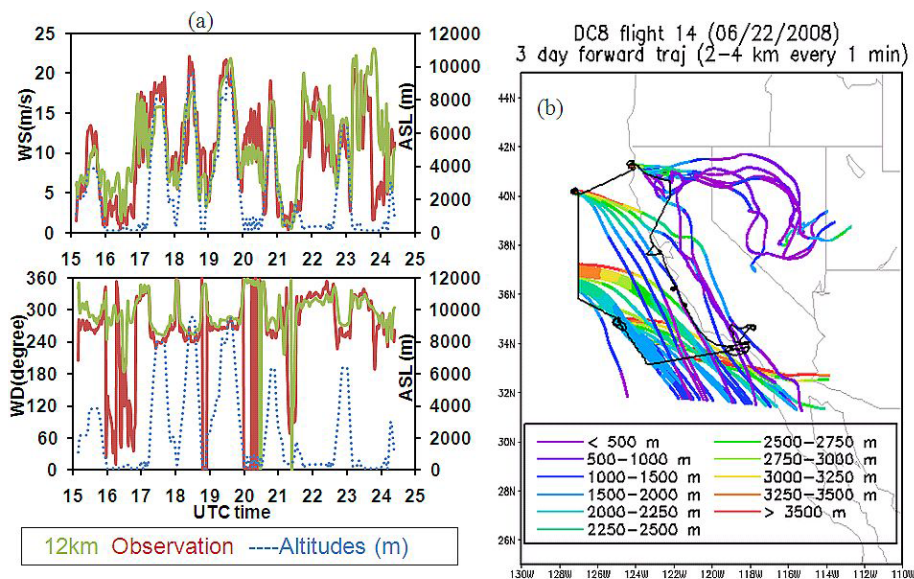 (a)
25
20
15
10
5
0
WS(m/s)
12000
10000
8000
6000
4000
2000
0
ASL (m)
15 16 17 18 19 20 21 22 23 24 25
360
300
240
180
120
60
0
WD(degree)
12000
10000
8000
6000
4000
2000
0
ASL (m)
15 16 17 18 19 20 21 22 23 24 25
UTC time
12km Observation ----Altitudes (m)
DC8 flight 14 (06/22/2008)
3 day forward traj (2-4 km every 1 min)
(b)
44N
42N
40N
38N
36N
34N
32N
30N
28N
26N
< 500 m
500-1000 m
1000-1500 m
1500-2000 m
2000-2250 m
2250-2500 m
2500-2750 m
2750-3000 m
3000-3250 m
3250-3500 m
> 3500 m
130W 128W 126W 124W 122W 120W 118W 116W 114W 112W 110W